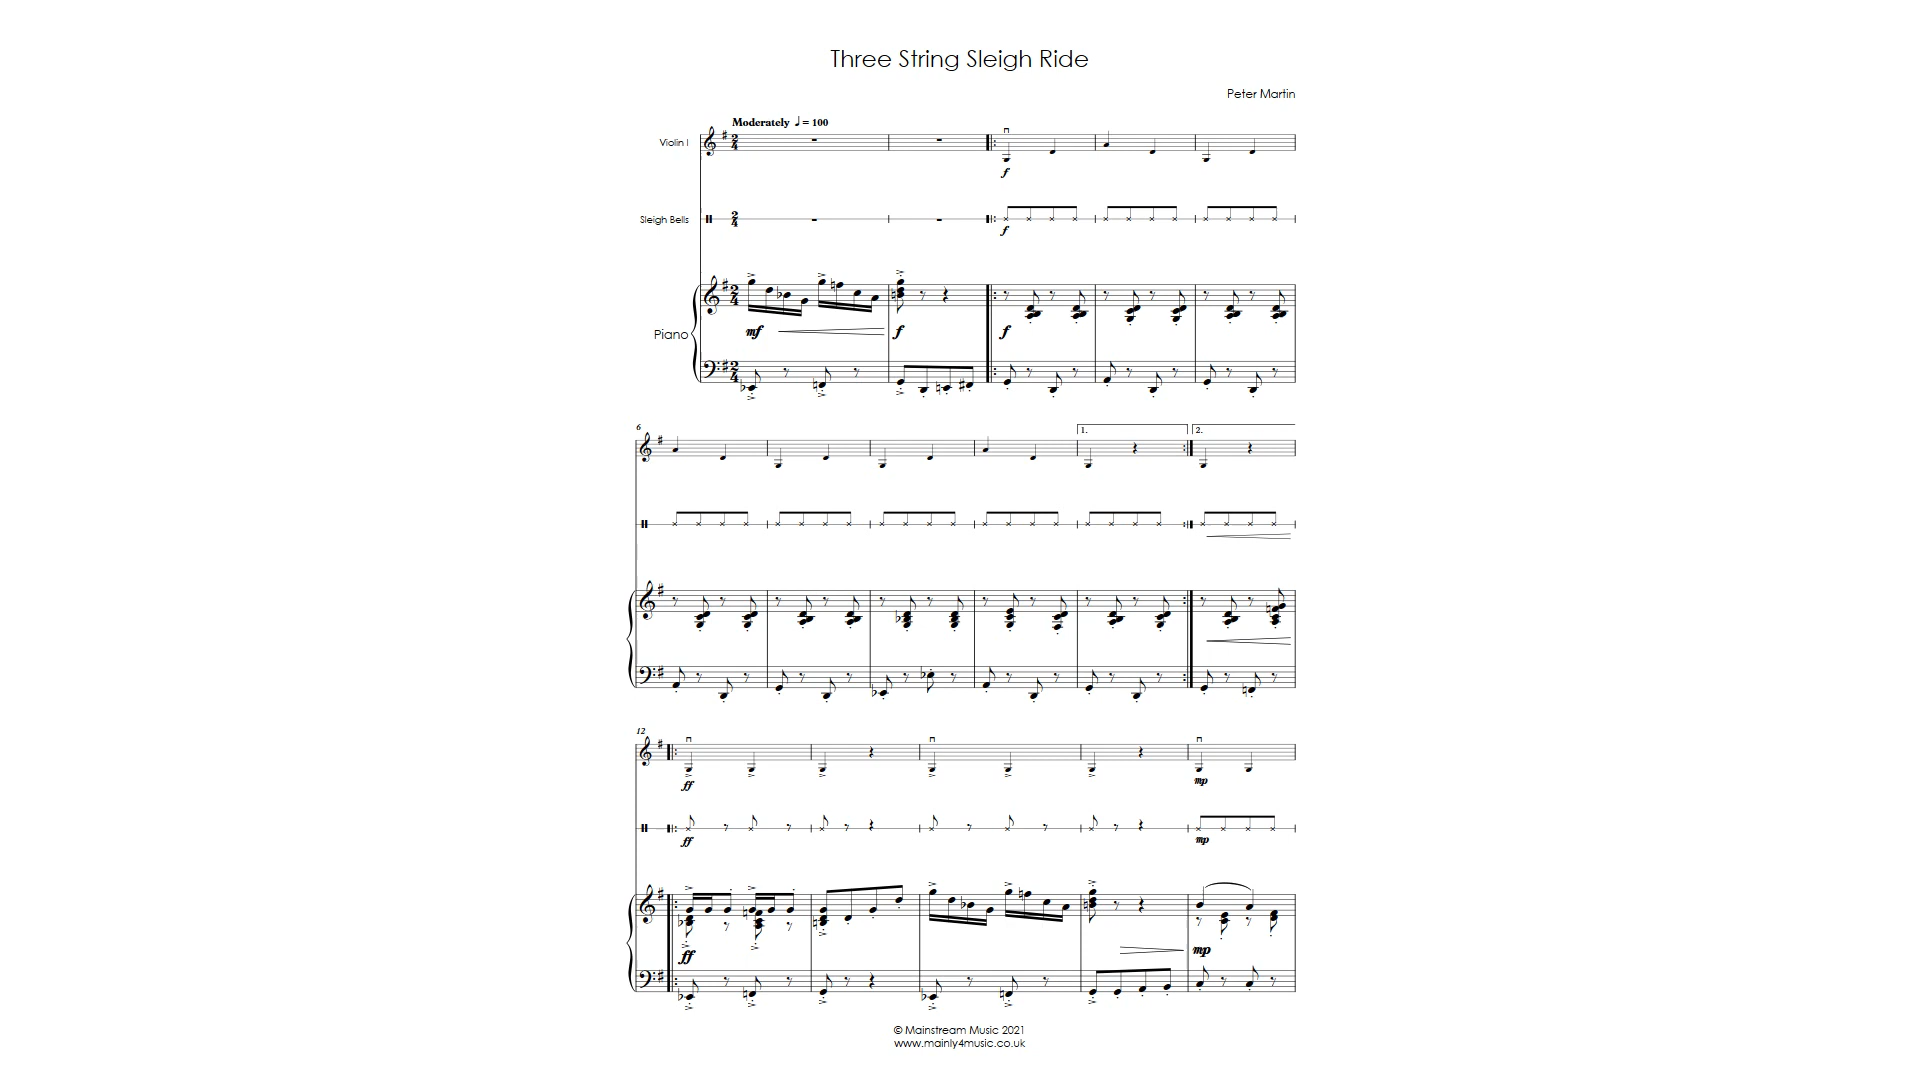 Three String Sleigh Ride
Peter Martin
Moderately ♩ = 100
Violin I
f
Sleigh Bells
f
Piano
mf f f
6
1. 2.
12
ff mp
ff mp
ff mp
© Mainstream Music 2021
www.mainly4music.co.uk